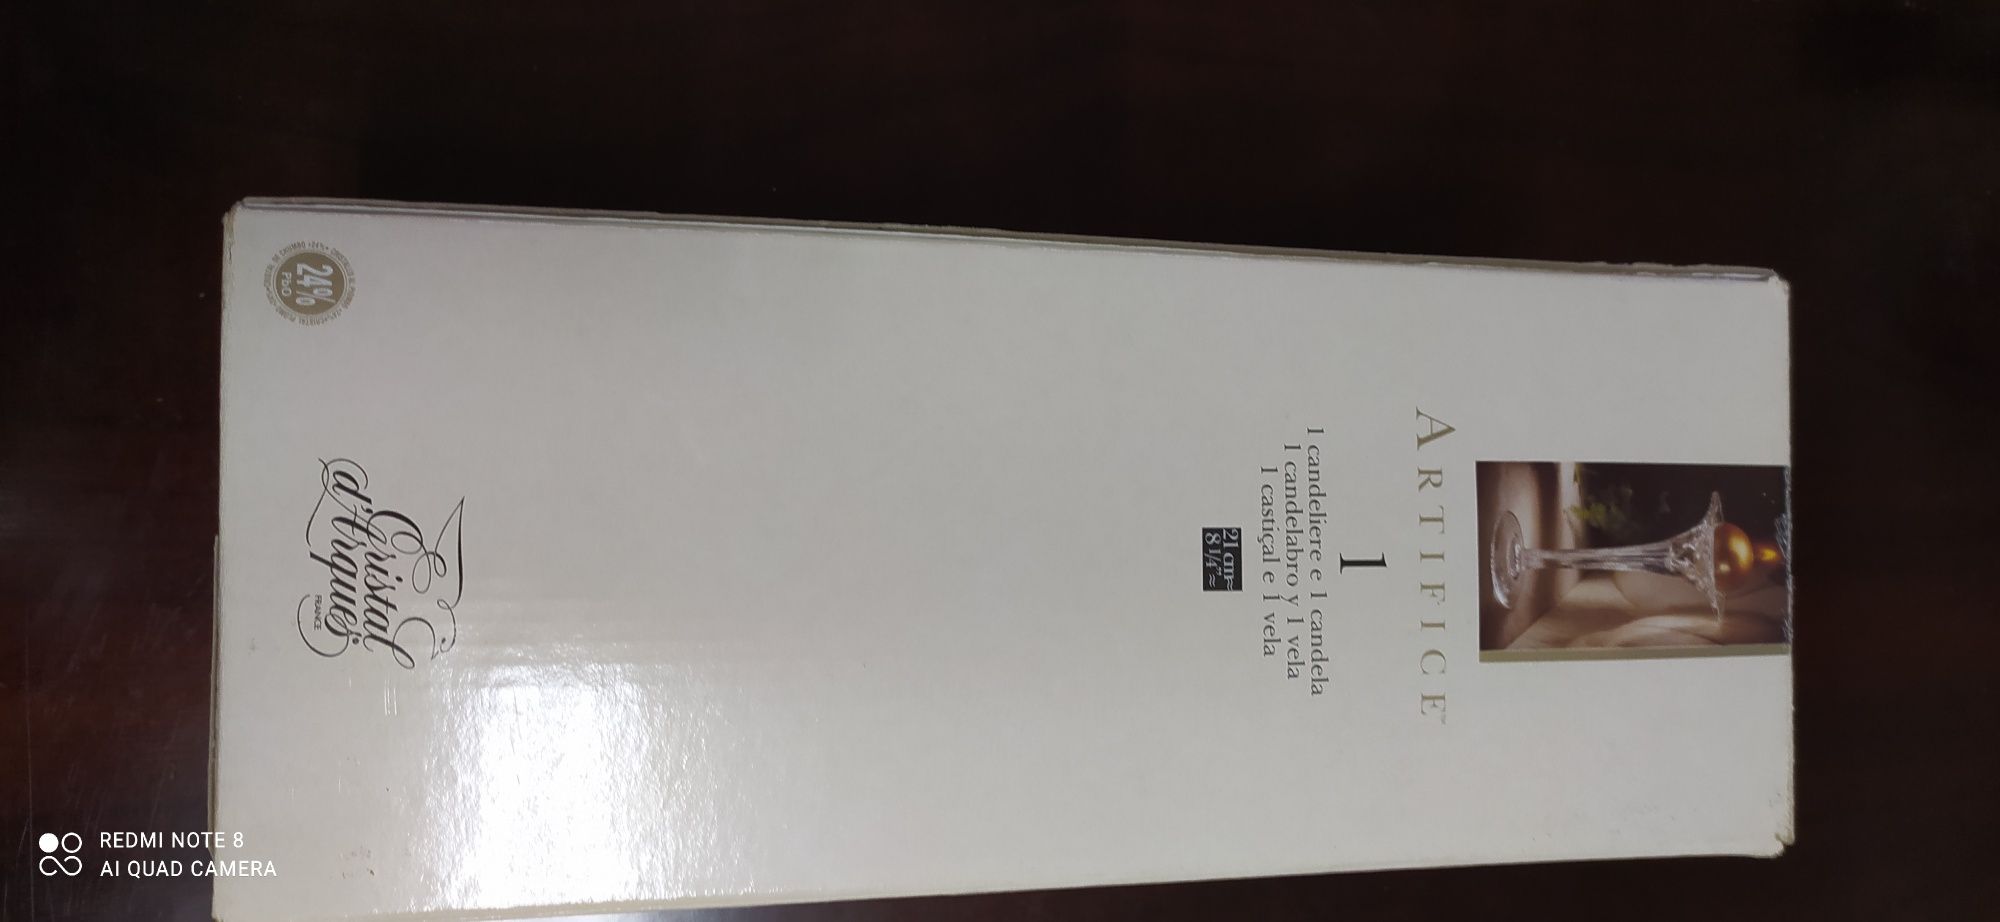 ARTIFICE™
1
1 candeliere e 1 candela
1 candelabro y 1 vela
1 castiçal e 1 vela
21 cm≈
8 1/4"≈
Cristal
d'Arques
FRANCE
24%
PbO
REDMI NOTE 8
AI QUAD CAMERA